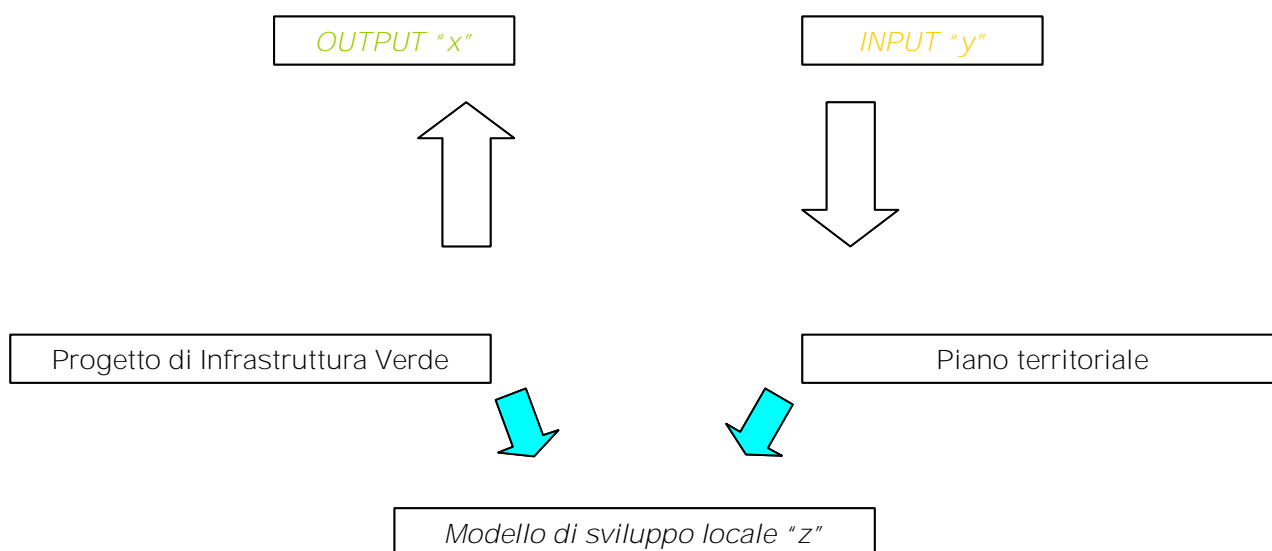 OUTPUT “x”
INPUT “y”
Progetto di Infrastruttura Verde
Piano territoriale
Modello di sviluppo locale “z”